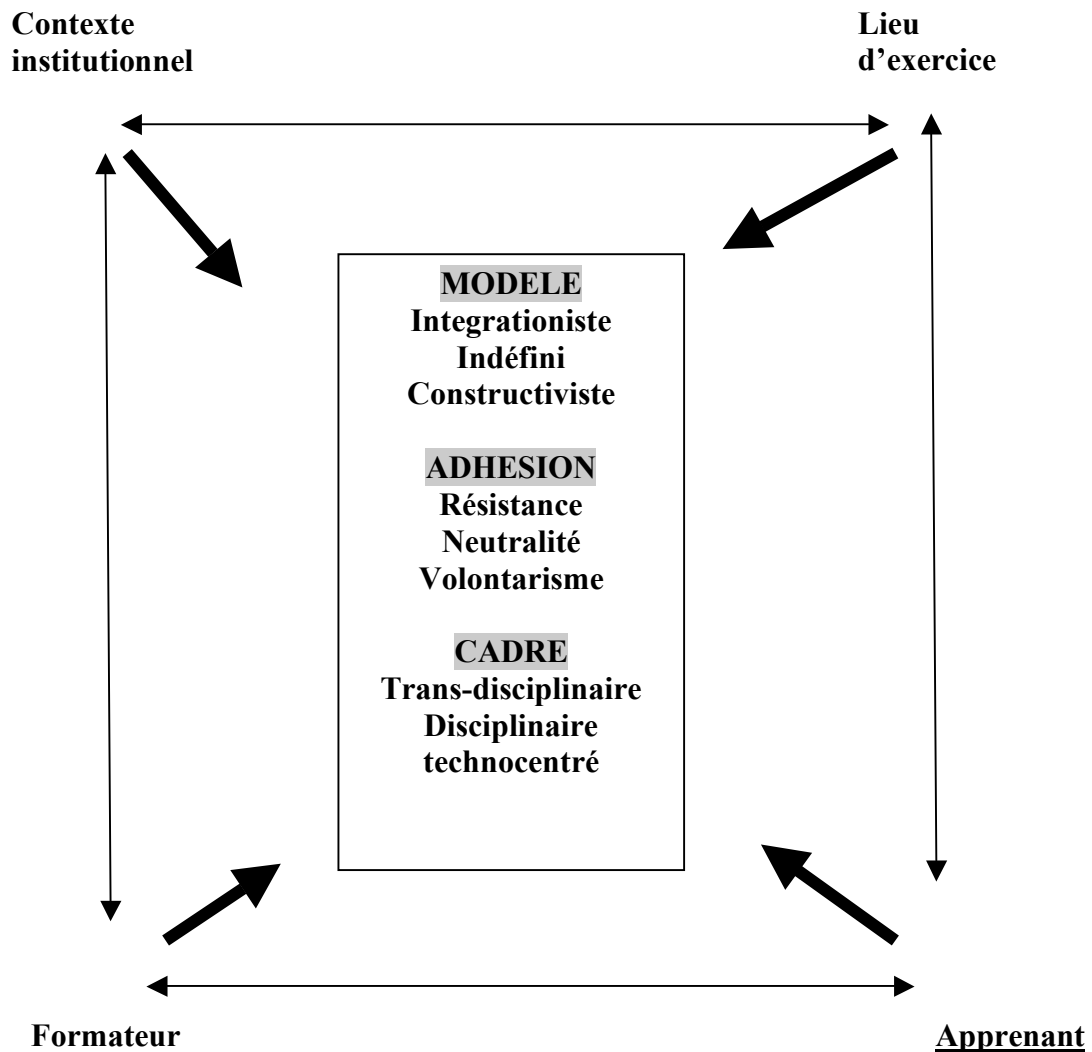 Contexte
institutionnel
Lieu
d’exercice
MODELE
Integrationiste
Indéfini
Constructiviste
ADHESION
Résistance
Neutralité
Volontarisme
CADRE
Trans-disciplinaire
Disciplinaire
technocentré
Formateur
Apprenant